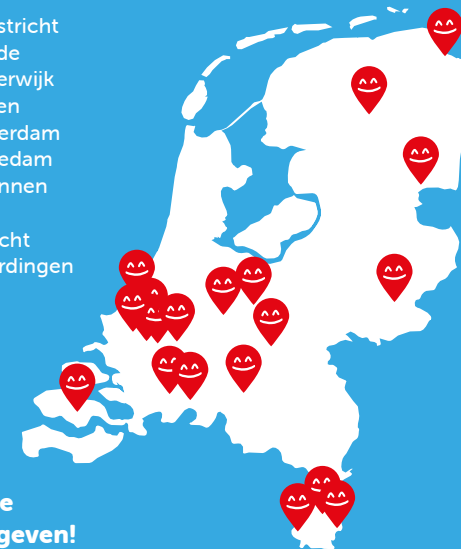 stricht
de
erwijk
en
erdam
edam
nnen
cht
rdingen
e
geven!